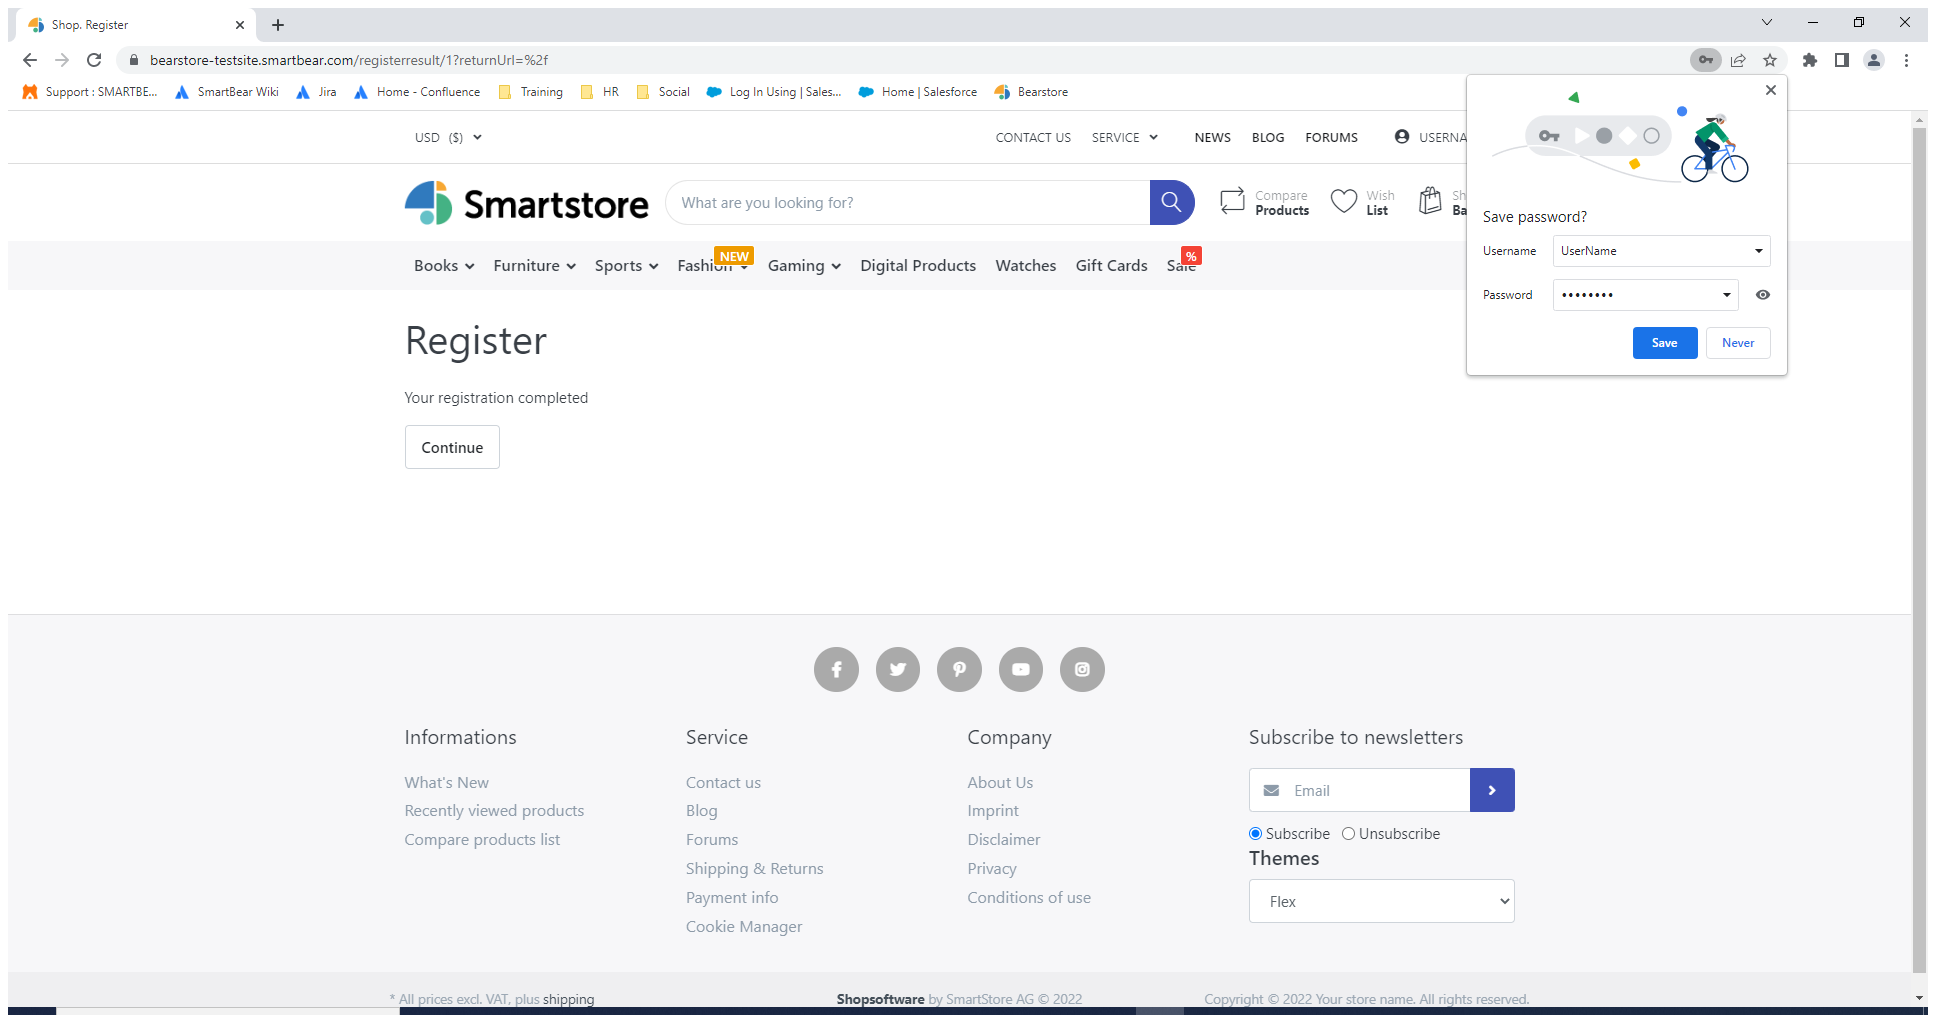 Shop. Register
bearstore-testsite.smartbear.com/registerresult/1?returnUrl=%2f
Support : SMARTBE... SmartBear Wiki Jira Home - Confluence Training HR Social Log In Using | Sales... Home | Salesforce Bearstore
USD ($) CONTACT US SERVICE NEWS BLOG FORUMS USERNA
Smartstore
What are you looking for?
Compare
Products
Wish
List
Sh
Ba
Books Furniture Sports Fashion NEW Gaming Digital Products Watches Gift Cards Sale %
Save password?
Username UserName
Password ••••••••
Save Never
Register
Your registration completed
Continue
Informations
What's New
Recently viewed products
Compare products list
Service
Contact us
Blog
Forums
Shipping & Returns
Payment info
Cookie Manager
Company
About Us
Imprint
Disclaimer
Privacy
Conditions of use
Subscribe to newsletters
Email
Subscribe Unsubscribe
Themes
Flex
* All prices excl. VAT, plus shipping
Shopsoftware by SmartStore AG © 2022
Copyright © 2022 Your store name. All rights reserved.